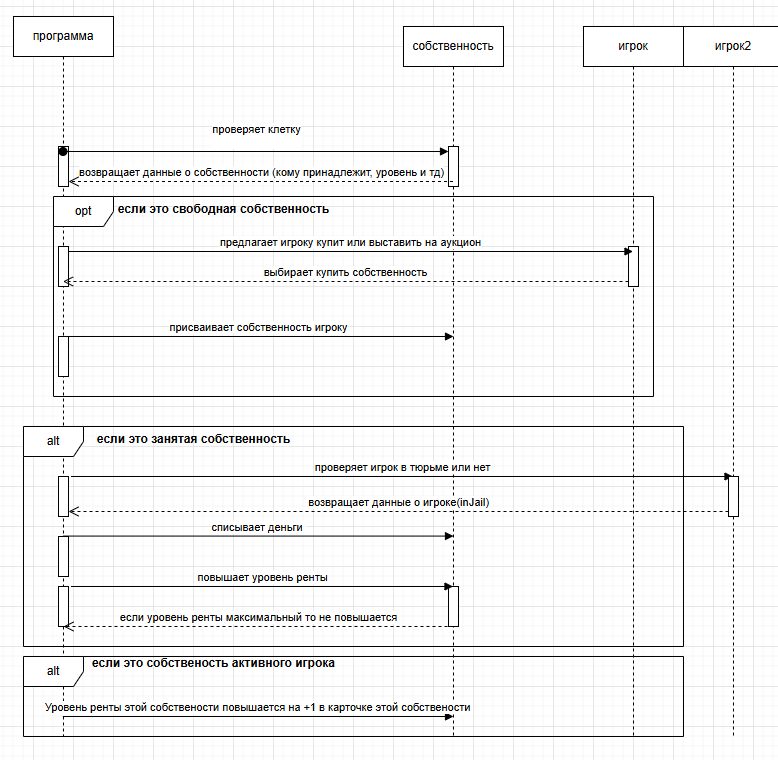 программа
собственность
игрок
игрок2
проверяет клетку
возвращает данные о собственности (кому принадлежит, уровень и тд)
opt
если это свободная собственность
предлагает игроку купит или выставить на аукцион
выбирает купить собственность
присваивает собственность игроку
alt
если это занятая собственность
проверяет игрок в тюрьме или нет
возвращает данные о игроке(inJail)
списывает деньги
повышает уровень ренты
если уровень ренты максимальный то не повышается
alt
если это собственость активного игрока
Уровень ренты этой собствености повышается на +1 в карточке этой собствености